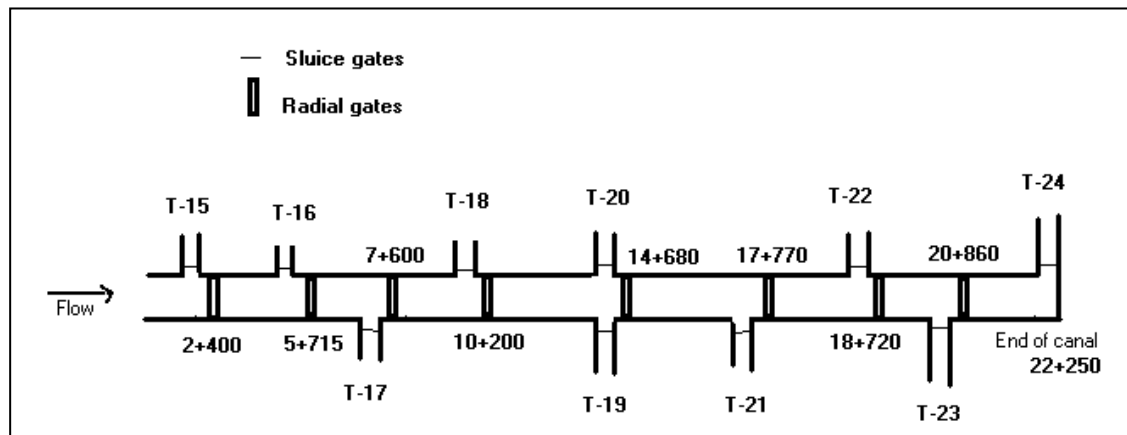 Sluice gates
Radial gates
T-15
T-16
T-18
T-20
T-22
T-24
7+600
14+680
17+770
20+860
Flow
2+400
5+715
10+200
18+720
End of canal
22+250
T-17
T-19
T-21
T-23